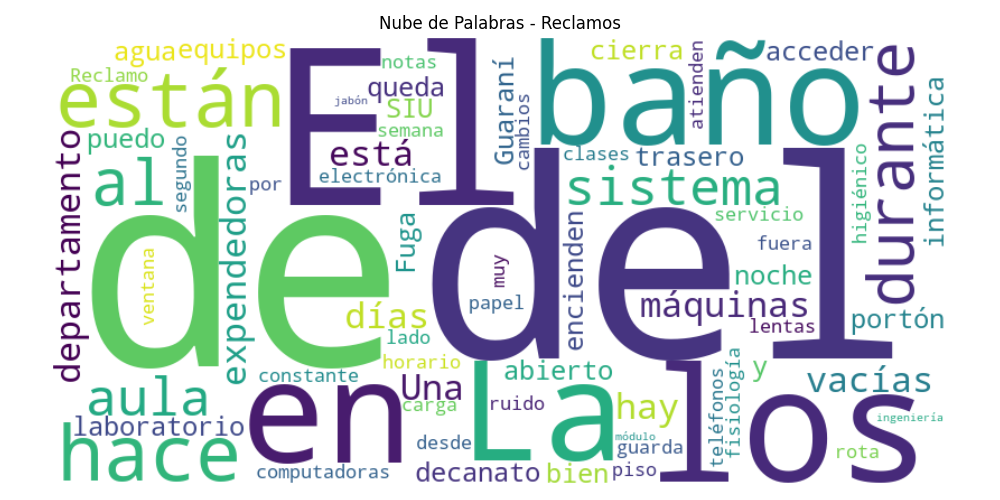 Nube de Palabras - Reclamos
agua
equipos
El
notas
queda
Guaraní
cierra
atienden
baño
acceder
durante
informática
Reclamo
están
jabón
SIU
semana
cambios
departamento
puedo
segundo
expendedoras
al
por
está
electrónica
clases
trasero
sistema
higiénico
servicio
de
ventana
Fuga
del
muy
papel
encienden
fuera
noche
máquinas
lentas
portón
días
lado
horario
constante
en
Una
carga
La
abierto
hay
los
teléfonos
fisiología
y
vacías
aula
laboratorio
hace
computadoras
ruido
desde
decanato
bien
módulo
guarda
piso
rota
ingeniería